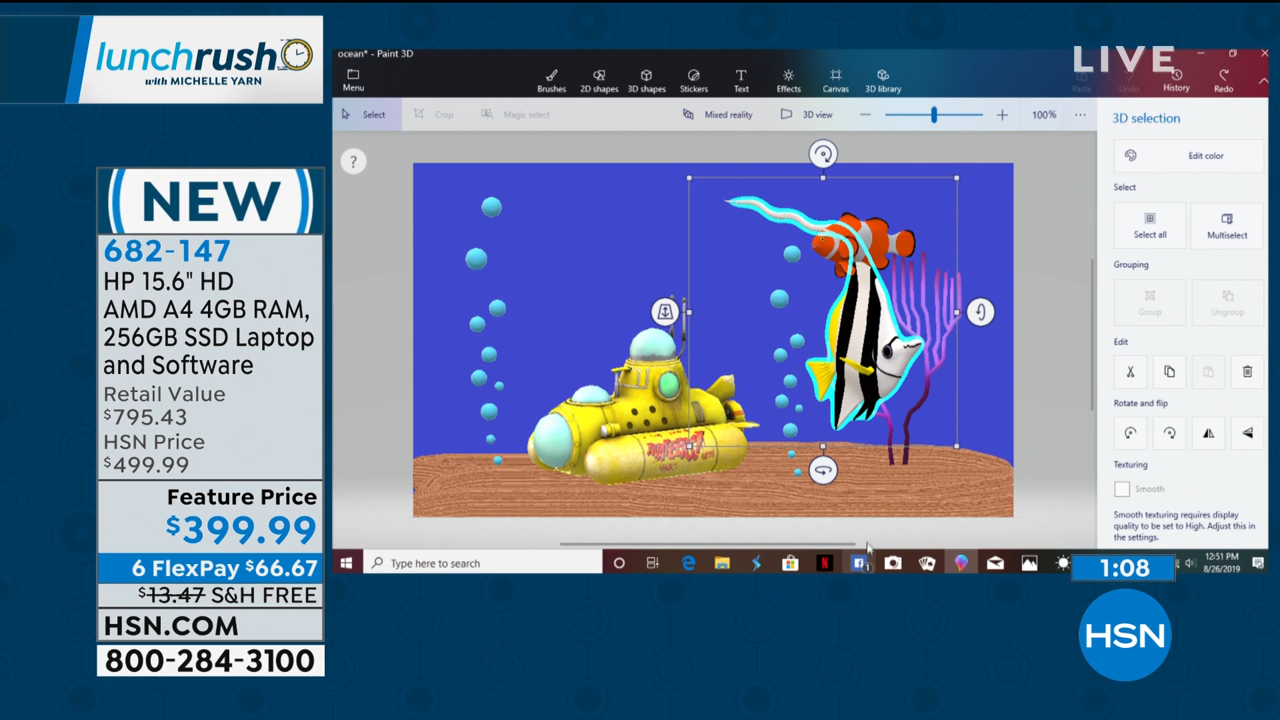 lunchrush
with MICHELLE YARN
NEW
682-147
HP 15.6" HD
AMD A4 4GB RAM,
256GB SSD Laptop
and Software
Retail Value
$795.43
HSN Price
$499.99
Feature Price
$399.99
6 FlexPay $66.67
$13.47 S&H FREE
HSN.COM
800-284-3100
ocean* - Paint 3D
LIVE
Menu
Brushes
2D shapes
3D shapes
Stickers
Text
Effects
Canvas
3D library
Paste
Undo
History
Redo
Select
Crop
Magic select
Mixed reality
3D view
100%
?
3D selection
Edit color
Select
Select all
Multiselect
Grouping
Group
Ungroup
Edit
Rotate and flip
Texturing
Smooth
Smooth texturing requires display
quality to be set to High. Adjust this in
the settings.
Type here to search
12:51 PM
8/26/2019
1:08
HSN